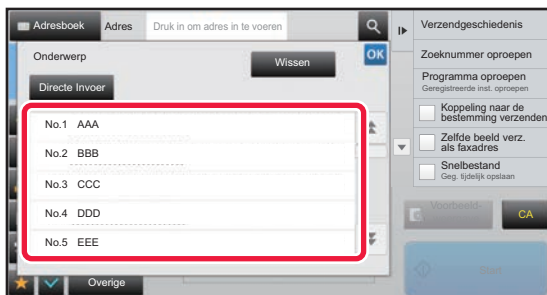 Adresboek
Adres
Druk in om adres in te voeren
Verzendgeschiedenis
Onderwerp
Wissen
OK
Zoeknummer oproepen
Directe Invoer
Programma oproepen
Geregistreerde inst. oproepen
No.1 AAA
Koppeling naar de
bestemming verzenden
No.2 BBB
Zelfde beeld verz.
als faxadres
No.3 CCC
Snelbestand
Geg. tijdelijk opslaan
No.4 DDD
Voorbeeld-
CA
No.5 EEE
Overige
Start